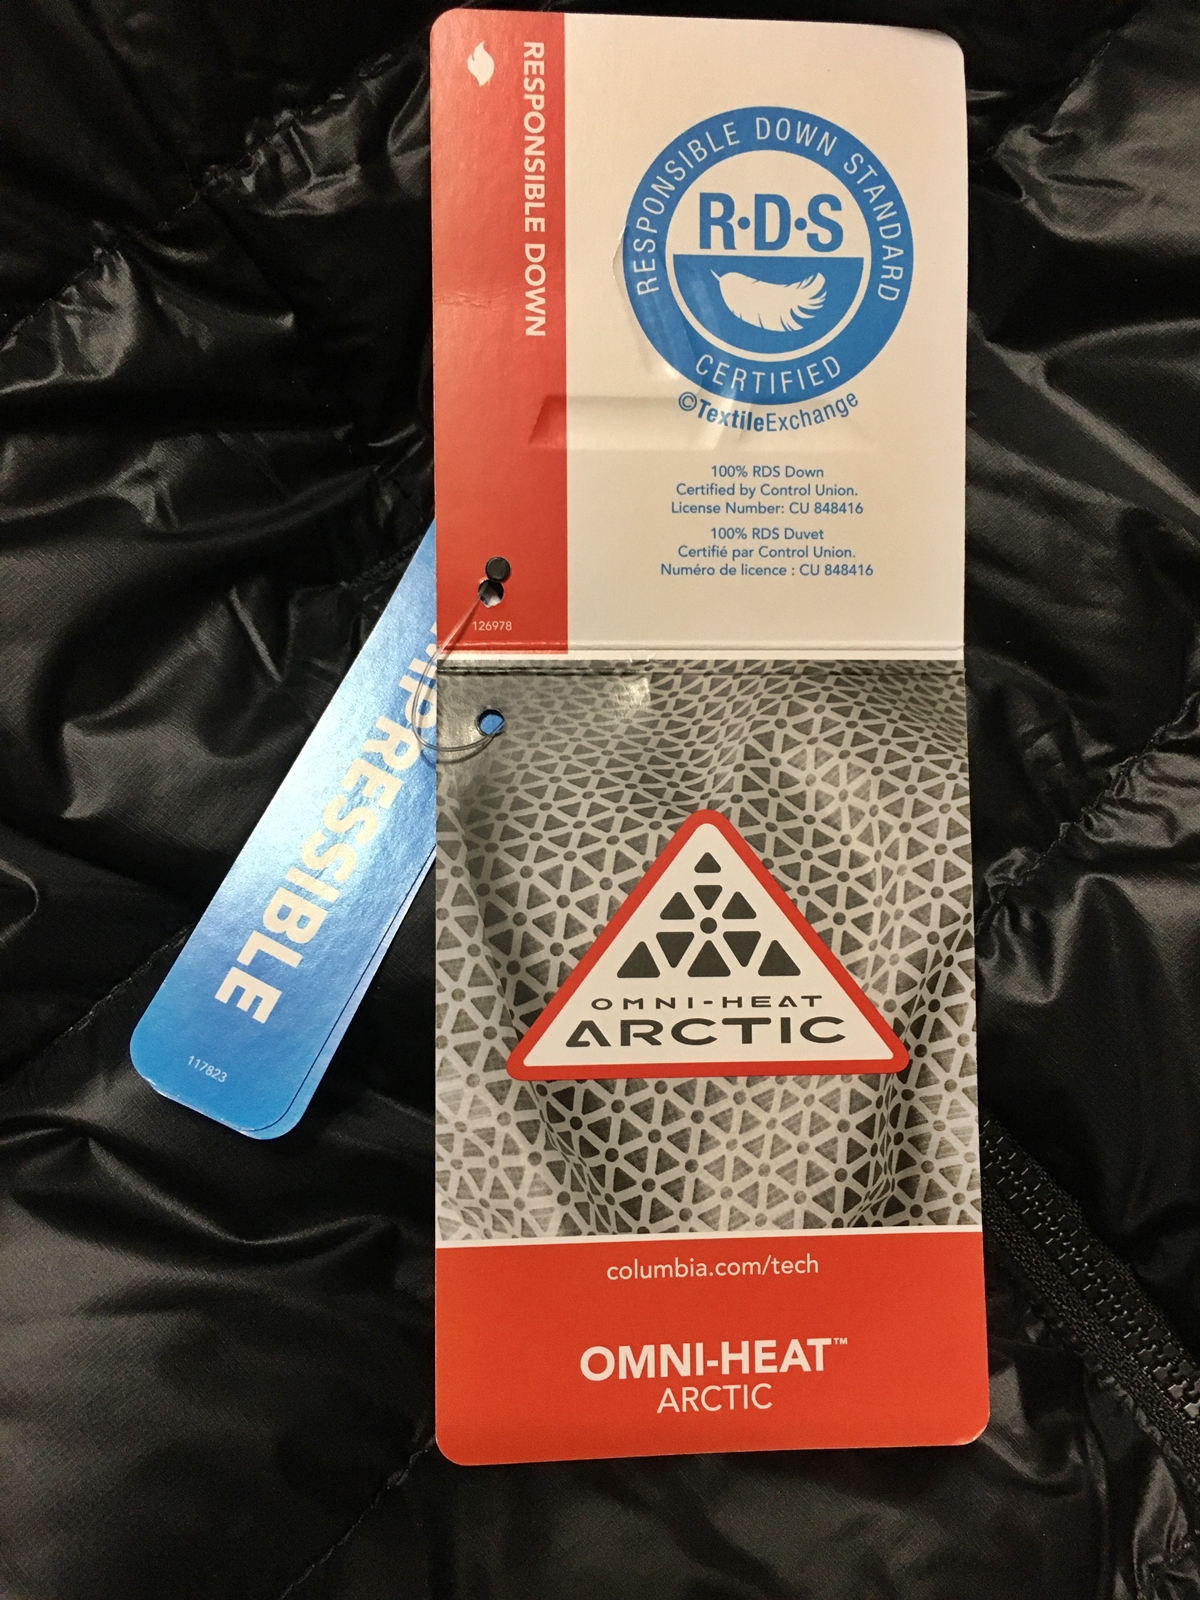 RESPONSIBLE DOWN
RESPONSIBLE DOWN STANDARD
R·D·S
CERTIFIED
©TextileExchange
100% RDS Down
Certified by Control Union.
License Number: CU 848416
100% RDS Duvet
Certifié par Control Union.
Numéro de licence : CU 848416
126978
OMNI-HEAT
ARCTIC
columbia.com/tech
OMNI-HEAT™
ARCTIC
MPRESSIBLE
117823